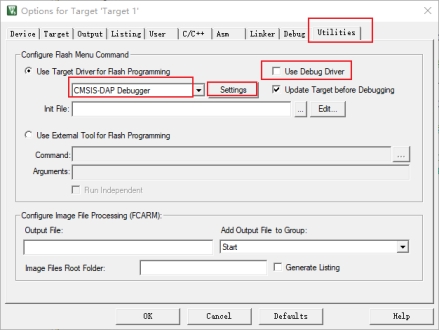 Options for Target 'Target 1'
Device Target Output Listing User C/C++ Asm Linker Debug Utilities
Configure Flash Menu Command
Use Target Driver for Flash Programming
Use Debug Driver
CMSIS-DAP Debugger Settings Update Target before Debugging
Init File: ... Edit...
Use External Tool for Flash Programming
Command: ...
Arguments:
Run Independent
Configure Image File Processing (FCARM):
Output File: Add Output File to Group:
Start
Image Files Root Folder: Generate Listing
OK Cancel Defaults Help